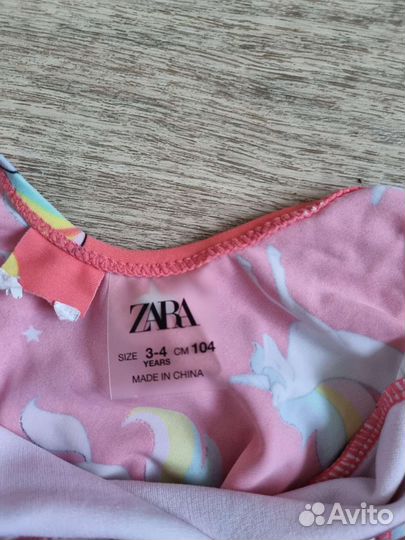 ZARA
SIZE 3-4 CM 104
YEARS
MADE IN CHINA
Avito